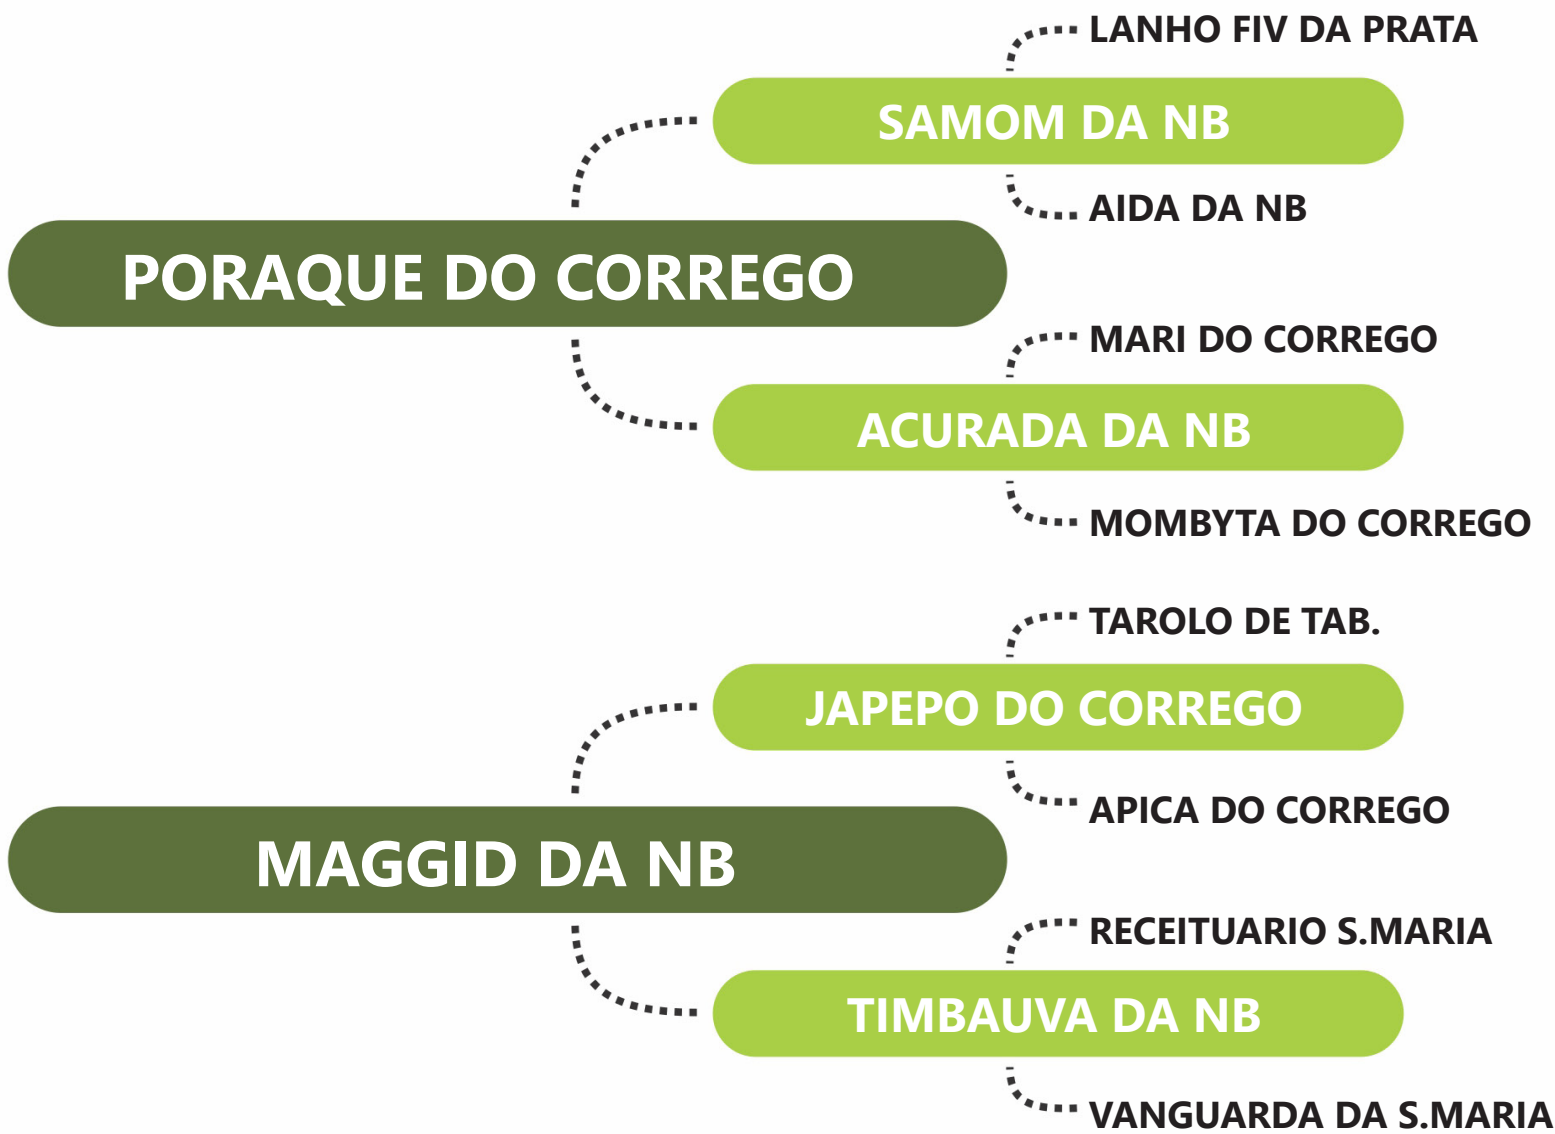 LANHO FIV DA PRATA
SAMOM DA NB
AIDA DA NB
PORAQUE DO CORREGO
MARI DO CORREGO
ACURADA DA NB
MOMBYTA DO CORREGO
TAROLO DE TAB.
JAPEPO DO CORREGO
APICA DO CORREGO
MAGGID DA NB
RECEITUARIO S.MARIA
TIMBAUVA DA NB
VANGUARDA DA S.MARIA